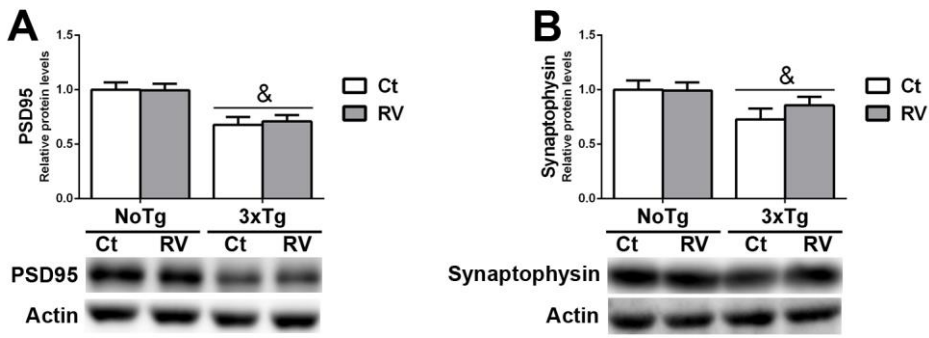 A
PSD95
Relative protein levels
1.5
1.0
0.5
0.0
&
Ct
RV
NoTg
3xTg
Ct RV Ct RV
PSD95
Actin
B
Synaptophysin
Relative protein levels
1.5
1.0
0.5
0.0
&
Ct
RV
NoTg
3xTg
Ct RV Ct RV
Synaptophysin
Actin